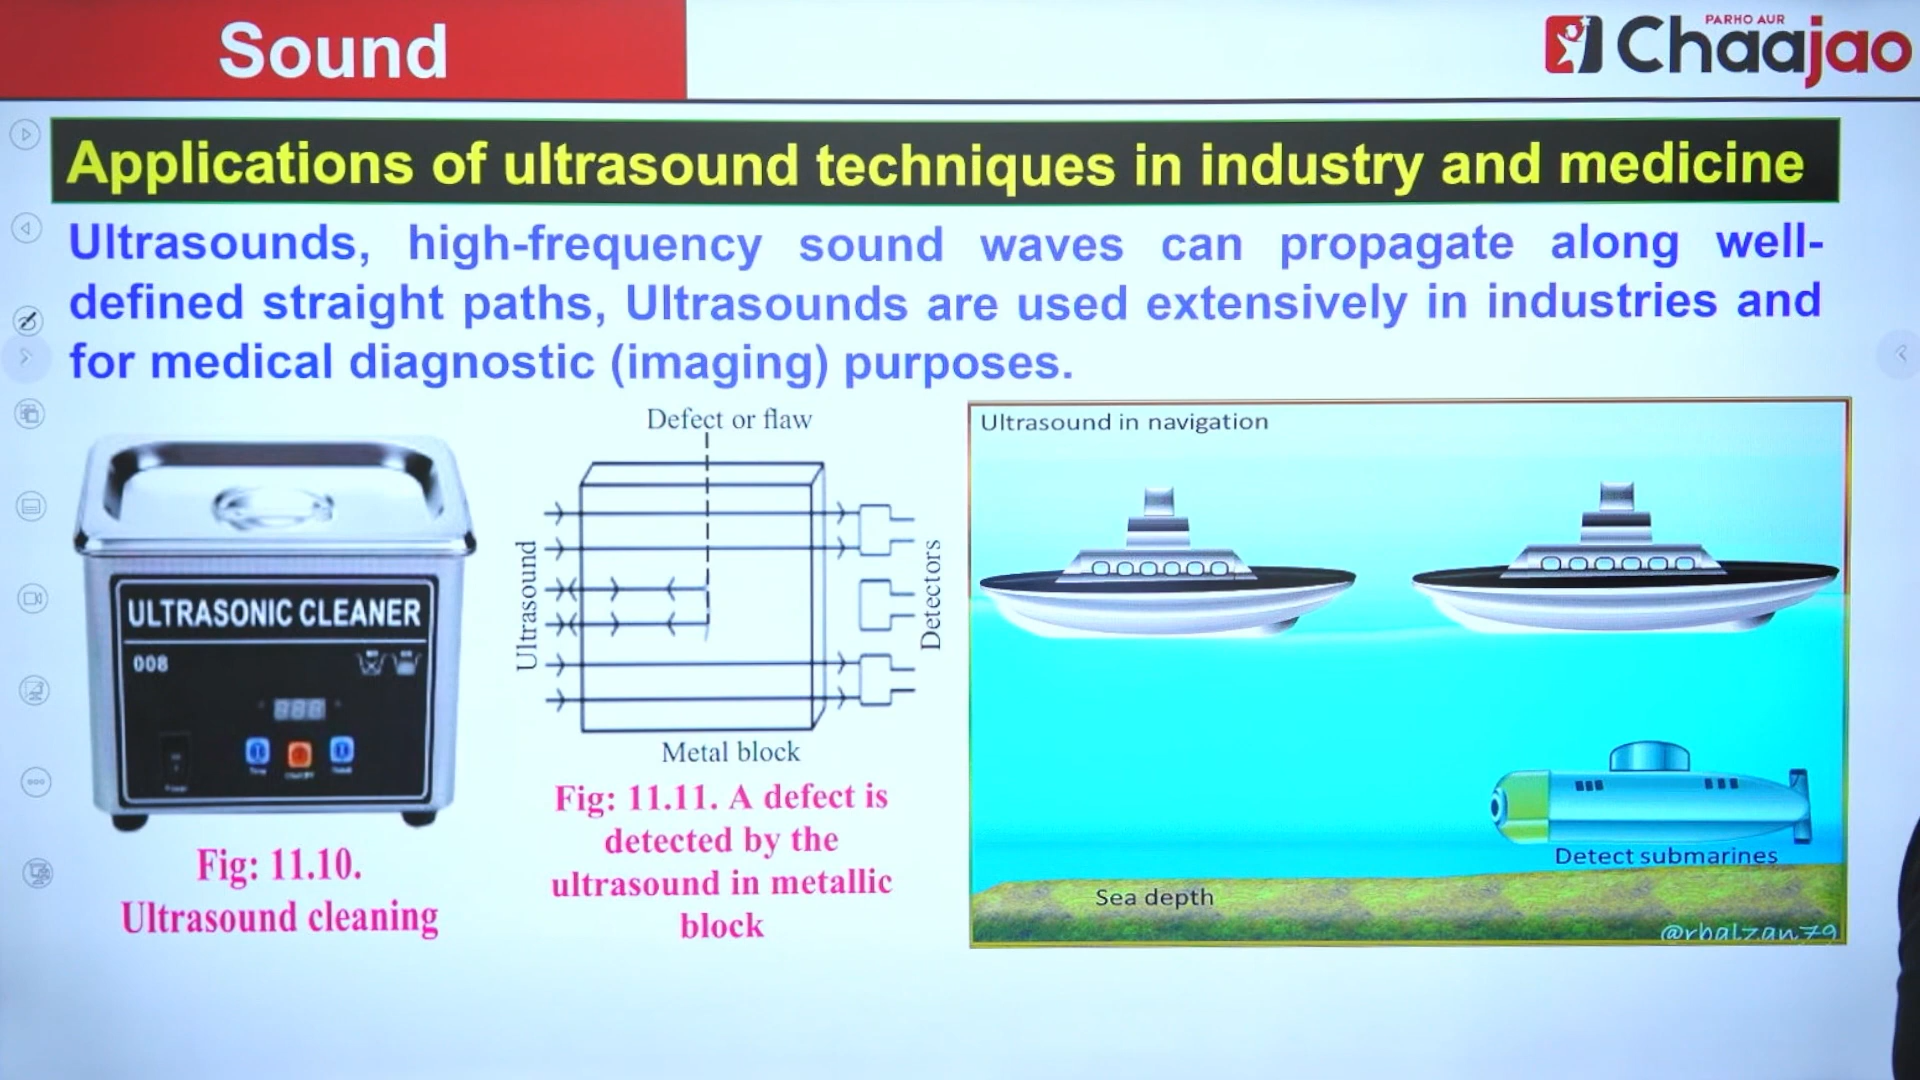 Sound
PARHO AUR
Chaajao
Applications of ultrasound techniques in industry and medicine
Ultrasounds, high-frequency sound waves can propagate along well-
defined straight paths, Ultrasounds are used extensively in industries and
for medical diagnostic (imaging) purposes.
ULTRASONIC CLEANER
008
Fig: 11.10.
Ultrasound cleaning
Defect or flaw
Ultrasound
Detectors
Metal block
Fig: 11.11. A defect is
detected by the
ultrasound in metallic
block
Ultrasound in navigation
Detect submarines
Sea depth
@rbalzan79